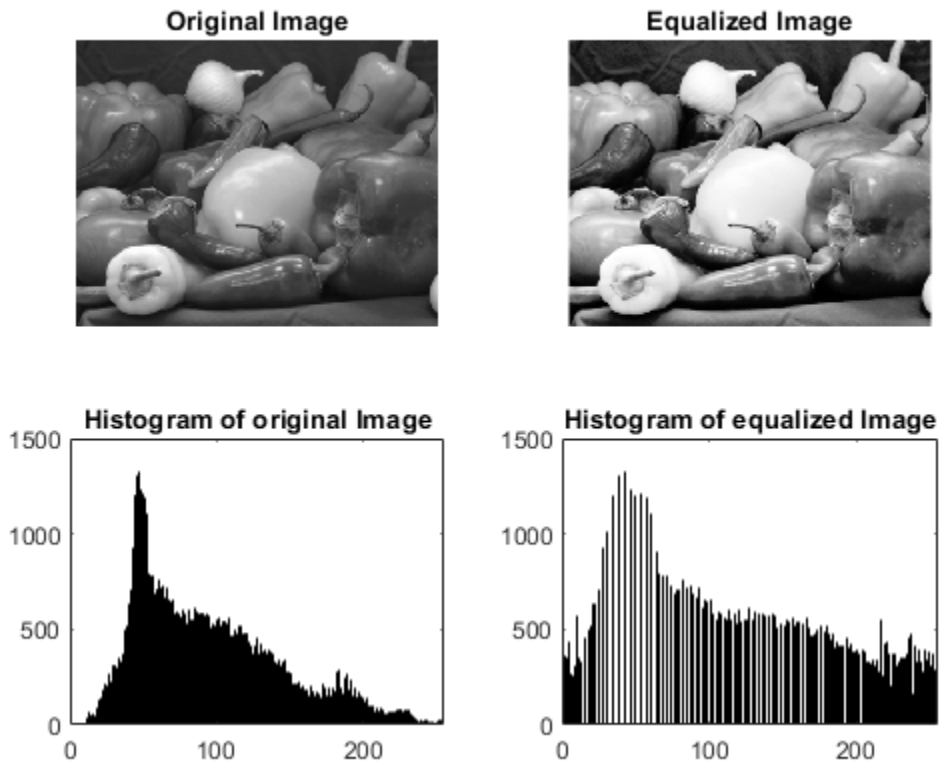 Original Image
Equalized Image
Histogram of original Image
1500
1000
500
0
0 100 200
Histogram of equalized Image
1500
1000
500
0
0 100 200